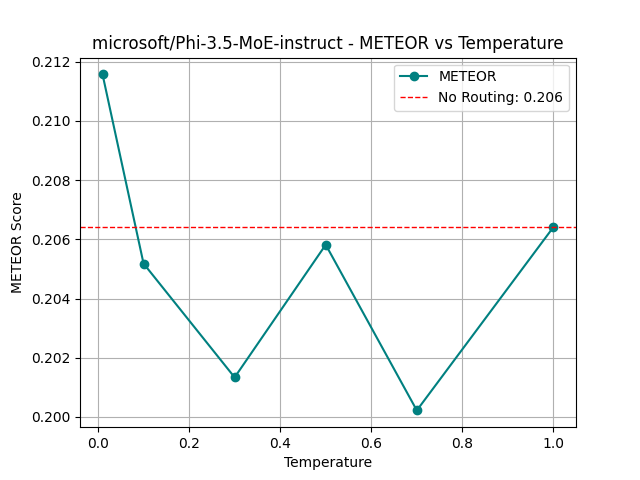 microsoft/Phi-3.5-MoE-instruct - METEOR vs Temperature
METEOR
No Routing: 0.206
METEOR Score
0.212
0.210
0.208
0.206
0.204
0.202
0.200
0.0 0.2 0.4 0.6 0.8 1.0
Temperature